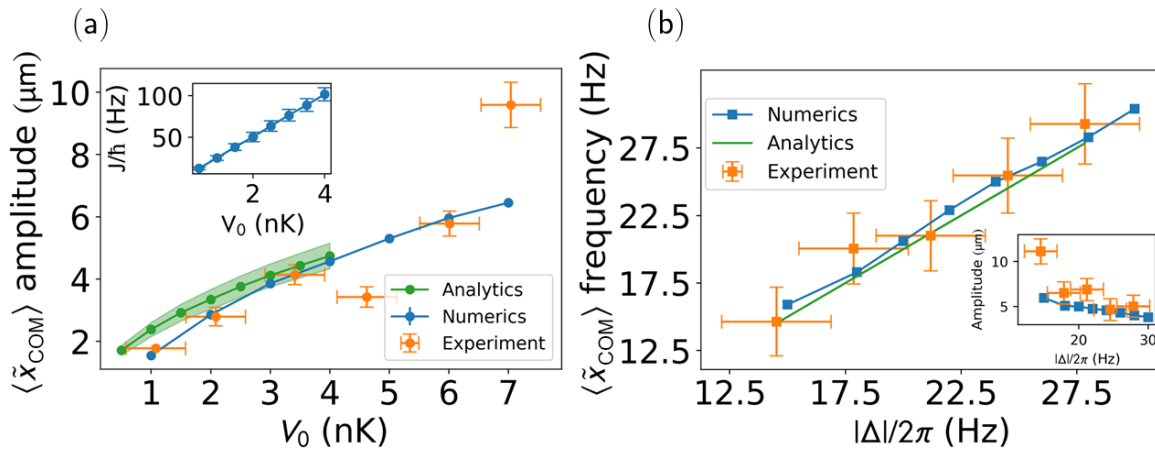 (a)
⟨x̃COM⟩ amplitude (μm)
10
8
6
4
2
J/ħ (Hz)
100
50
2
4
V₀ (nK)
Analytics
Numerics
Experiment
1 2 3 4 5 6 7
V₀ (nK)
(b)
⟨x̃COM⟩ frequency (Hz)
27.5
22.5
17.5
12.5
Numerics
Analytics
Experiment
Amplitude (μm)
10
5
20 30
|Δ|/2π (Hz)
12.5 17.5 22.5 27.5
|Δ|/2π (Hz)